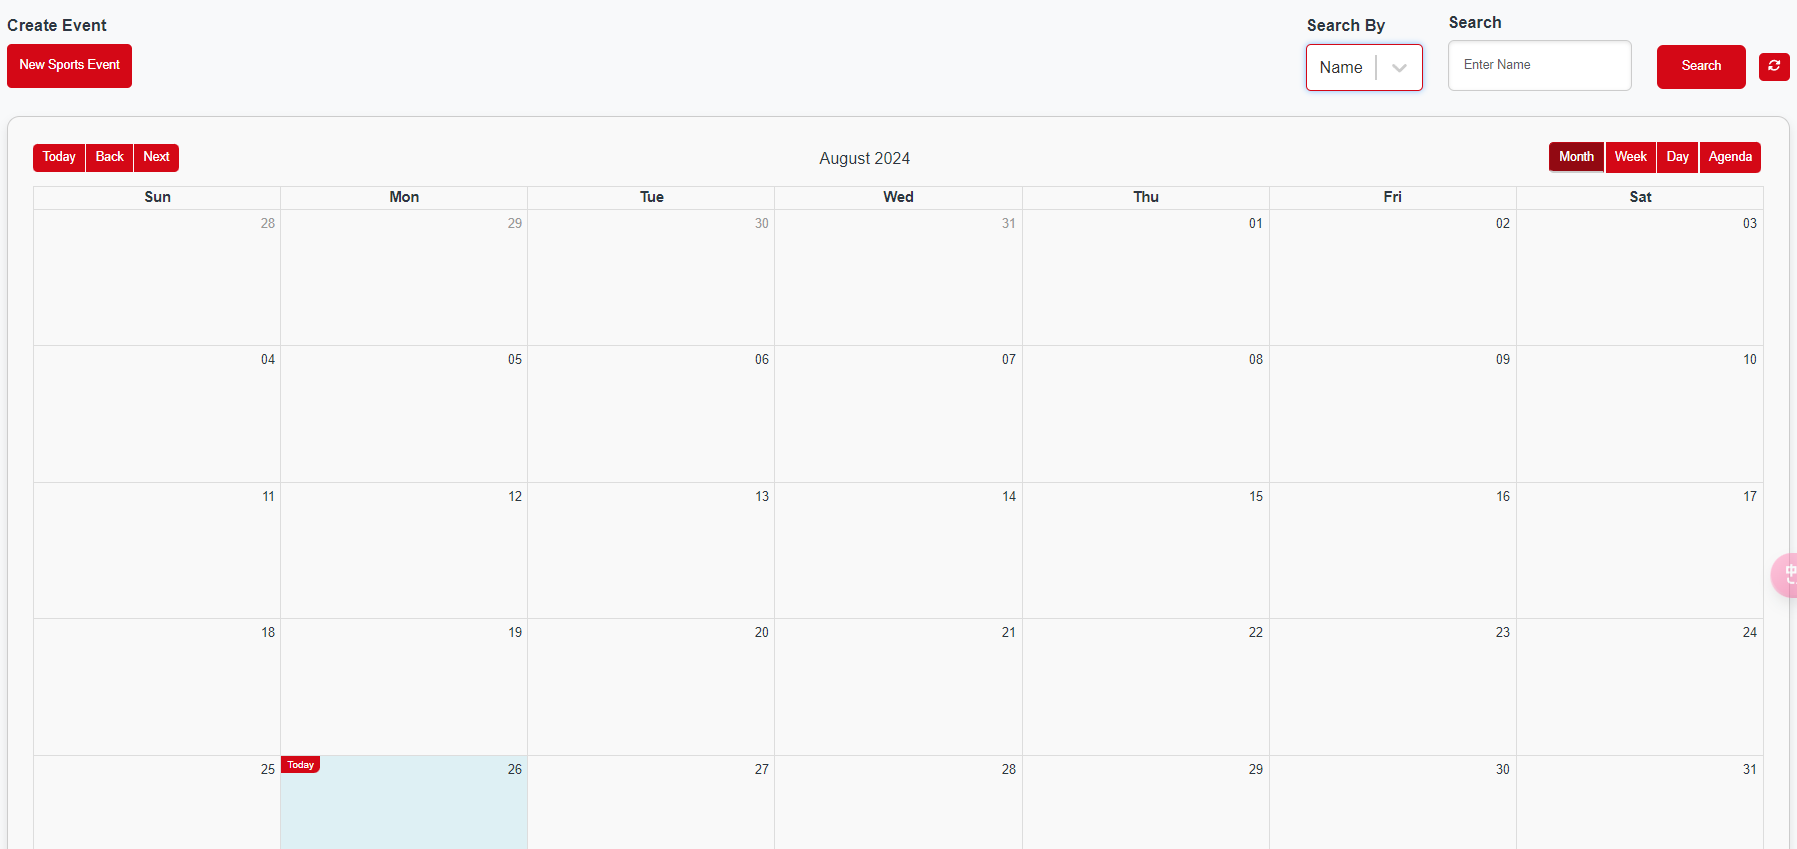 Create Event
New Sports Event
Search By
Name
Search
Enter Name
Search
Today Back Next
August 2024
Month Week Day Agenda
Sun Mon Tue Wed Thu Fri Sat
28 29 30 31 01 02 03
04 05 06 07 08 09 10
11 12 13 14 15 16 17
18 19 20 21 22 23 24
25 Today 26 27 28 29 30 31